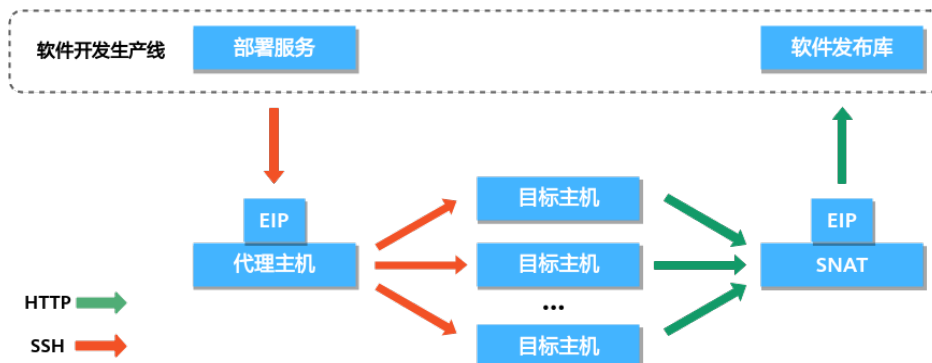 软件开发生产线
部署服务
软件发布库
EIP
代理主机
目标主机
目标主机
...
目标主机
EIP
SNAT
HTTP
SSH